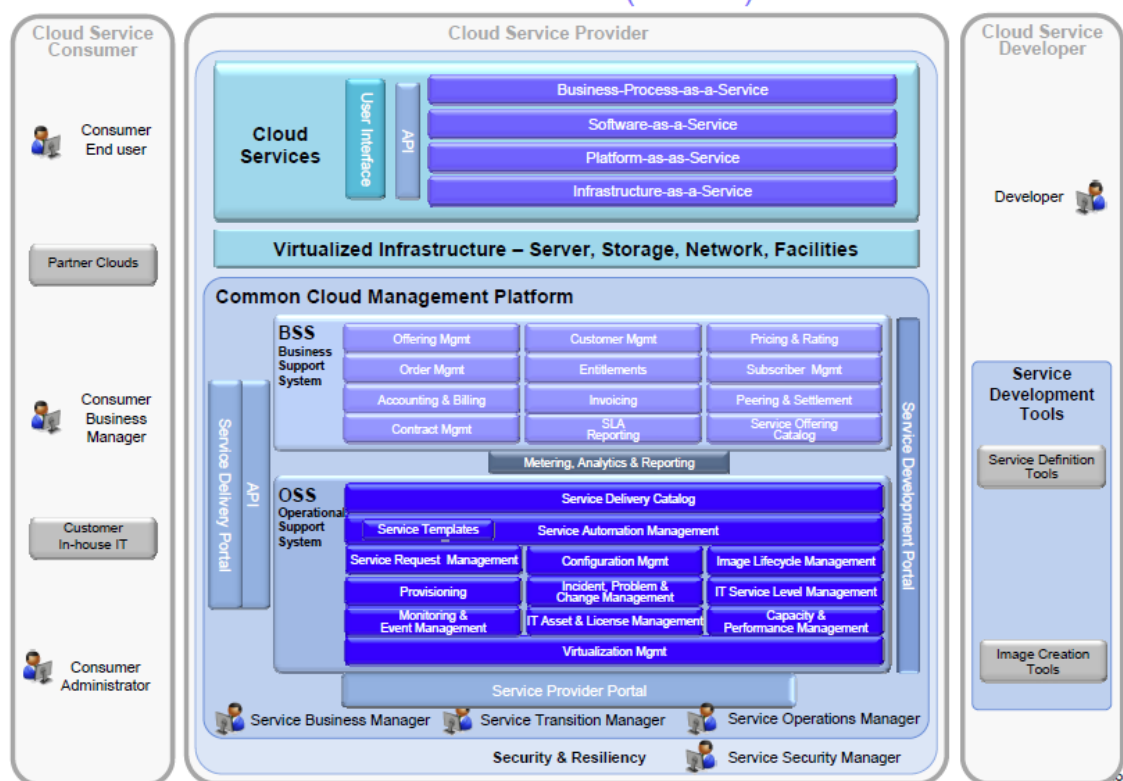 Cloud Service
Consumer
Consumer
End user
Partner Clouds
Consumer
Business
Manager
Customer
In-house IT
Consumer
Administrator
Cloud Service Provider
Cloud
Services
User Interface
API
Business-Process-as-a-Service
Software-as-a-Service
Platform-as-as-Service
Infrastructure-as-a-Service
Virtualized Infrastructure – Server, Storage, Network, Facilities
Common Cloud Management Platform
Service Delivery Portal
API
BSS
Business
Support
System
Offering Mgmt
Customer Mgmt
Pricing & Rating
Order Mgmt
Entitlements
Subscriber Mgmt
Accounting & Billing
Invoicing
Peering & Settlement
Contract Mgmt
SLA
Reporting
Service Offering
Catalog
Metering, Analytics & Reporting
OSS
Operational
Support
System
Service Delivery Catalog
Service Templates
Service Automation Management
Service Request Management
Configuration Mgmt
Image Lifecycle Management
Provisioning
Incident, Problem &
Change Management
IT Service Level Management
Monitoring &
Event Management
IT Asset & License Management
Capacity &
Performance Management
Virtualization Mgmt
Service Development Portal
Service Provider Portal
Service Business Manager
Service Transition Manager
Service Operations Manager
Security & Resiliency
Service Security Manager
Cloud Service
Developer
Developer
Service
Development
Tools
Service Definition
Tools
Image Creation
Tools